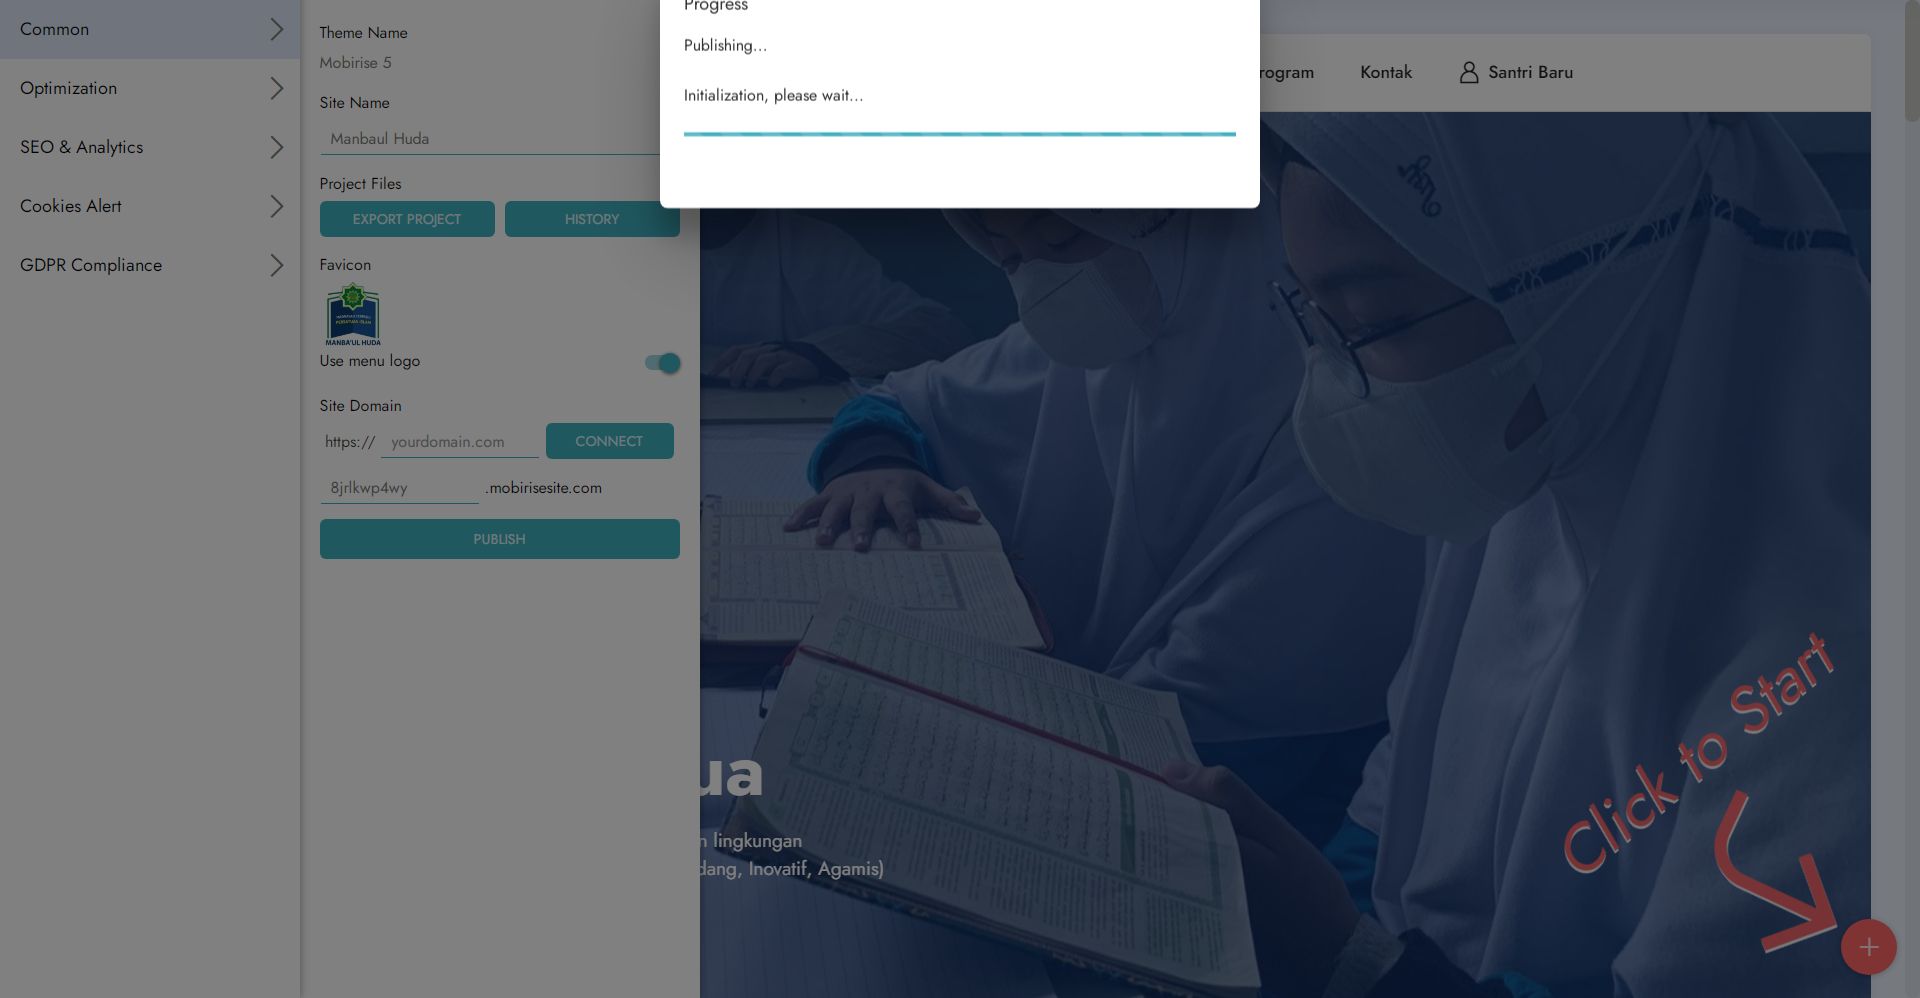 Common
Optimization
SEO & Analytics
Cookies Alert
GDPR Compliance
Theme Name
Mobirise 5
Site Name
Manbaul Huda
Project Files
EXPORT PROJECT
HISTORY
Favicon
MANBA'UL HUDA
Use menu logo
Site Domain
https://
yourdomain.com
CONNECT
8jrlkwp4wy
.mobirisesite.com
PUBLISH
Progress
Publishing...
Initialization, please wait...
rogram
Kontak
Santri Baru
ua
n lingkungan
dang, Inovatif, Agamis)
Click to Start